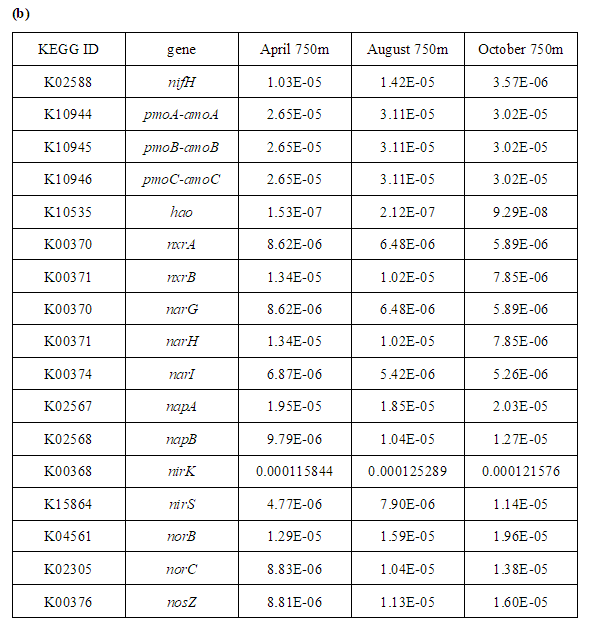 (b)
KEGG ID gene April 750m August 750m October 750m
K02588 nifH 1.03E-05 1.42E-05 3.57E-06
K10944 pmoA-amoA 2.65E-05 3.11E-05 3.02E-05
K10945 pmoB-amoB 2.65E-05 3.11E-05 3.02E-05
K10946 pmoC-amoC 2.65E-05 3.11E-05 3.02E-05
K10535 hao 1.53E-07 2.12E-07 9.29E-08
K00370 nxrA 8.62E-06 6.48E-06 5.89E-06
K00371 nxrB 1.34E-05 1.02E-05 7.85E-06
K00370 narG 8.62E-06 6.48E-06 5.89E-06
K00371 narH 1.34E-05 1.02E-05 7.85E-06
K00374 narI 6.87E-06 5.42E-06 5.26E-06
K02567 napA 1.95E-05 1.85E-05 2.03E-05
K02568 napB 9.79E-06 1.04E-05 1.27E-05
K00368 nirK 0.000115844 0.000125289 0.000121576
K15864 nirS 4.77E-06 7.90E-06 1.14E-05
K04561 norB 1.29E-05 1.59E-05 1.96E-05
K02305 norC 8.83E-06 1.04E-05 1.38E-05
K00376 nosZ 8.81E-06 1.13E-05 1.60E-05